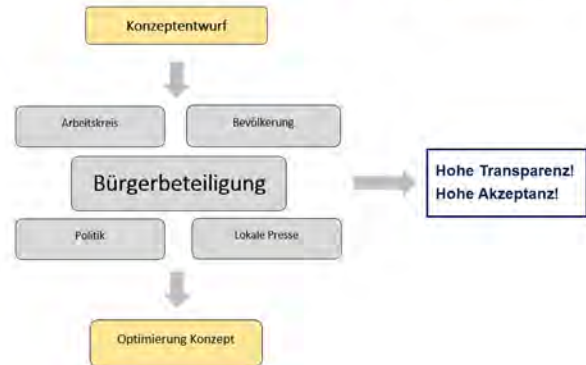 Konzeptentwurf
Arbeitskreis
Bevölkerung
Bürgerbeteiligung
Hohe Transparenz!
Hohe Akzeptanz!
Politik
Lokale Presse
Optimierung Konzept